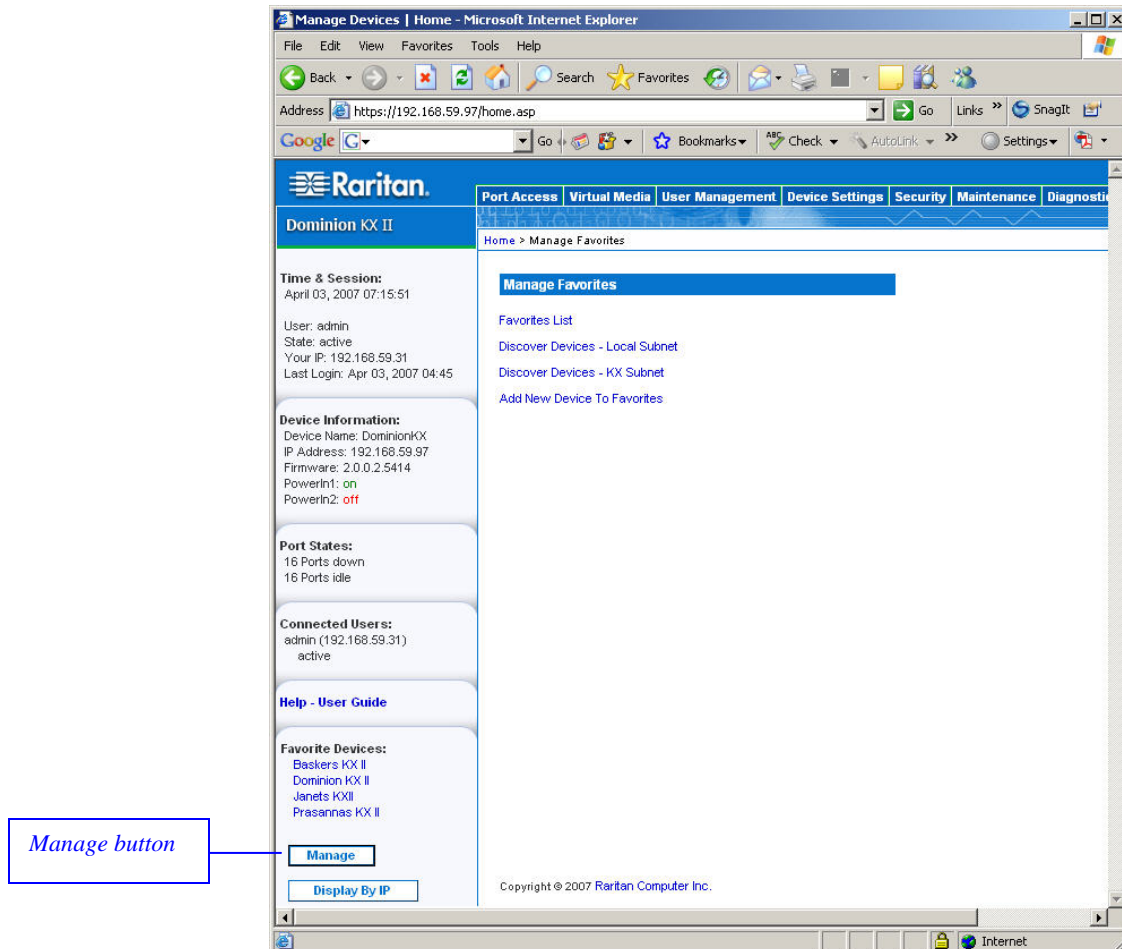 Manage Devices | Home - Microsoft Internet Explorer
File Edit View Favorites Tools Help
Back Search Favorites
Address https://192.168.59.97/home.asp Go Links » SnagIt
Google G Go Bookmarks ABC Check AutoLink » Settings
Raritan.
Port Access Virtual Media User Management Device Settings Security Maintenance Diagnostic
Dominion KX II
Home > Manage Favorites
Time & Session:
April 03, 2007 07:15:51
User: admin
State: active
Your IP: 192.168.59.31
Last Login: Apr 03, 2007 04:45
Device Information:
Device Name: DominionKX
IP Address: 192.168.59.97
Firmware: 2.0.0.2.5414
PowerIn1: on
PowerIn2: off
Port States:
16 Ports down
16 Ports idle
Connected Users:
admin (192.168.59.31)
active
Help - User Guide
Favorite Devices:
Baskers KX II
Dominion KX II
Janets KXII
Prasannas KX II
Manage button
Manage
Display By IP
Manage Favorites
Favorites List
Discover Devices - Local Subnet
Discover Devices - KX Subnet
Add New Device To Favorites
Copyright © 2007 Raritan Computer Inc.
Internet